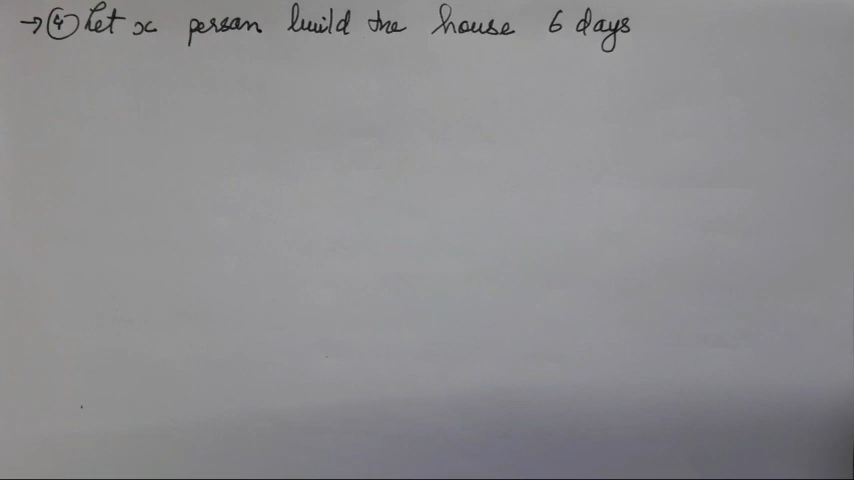 →④ Let x person build the house 6 days